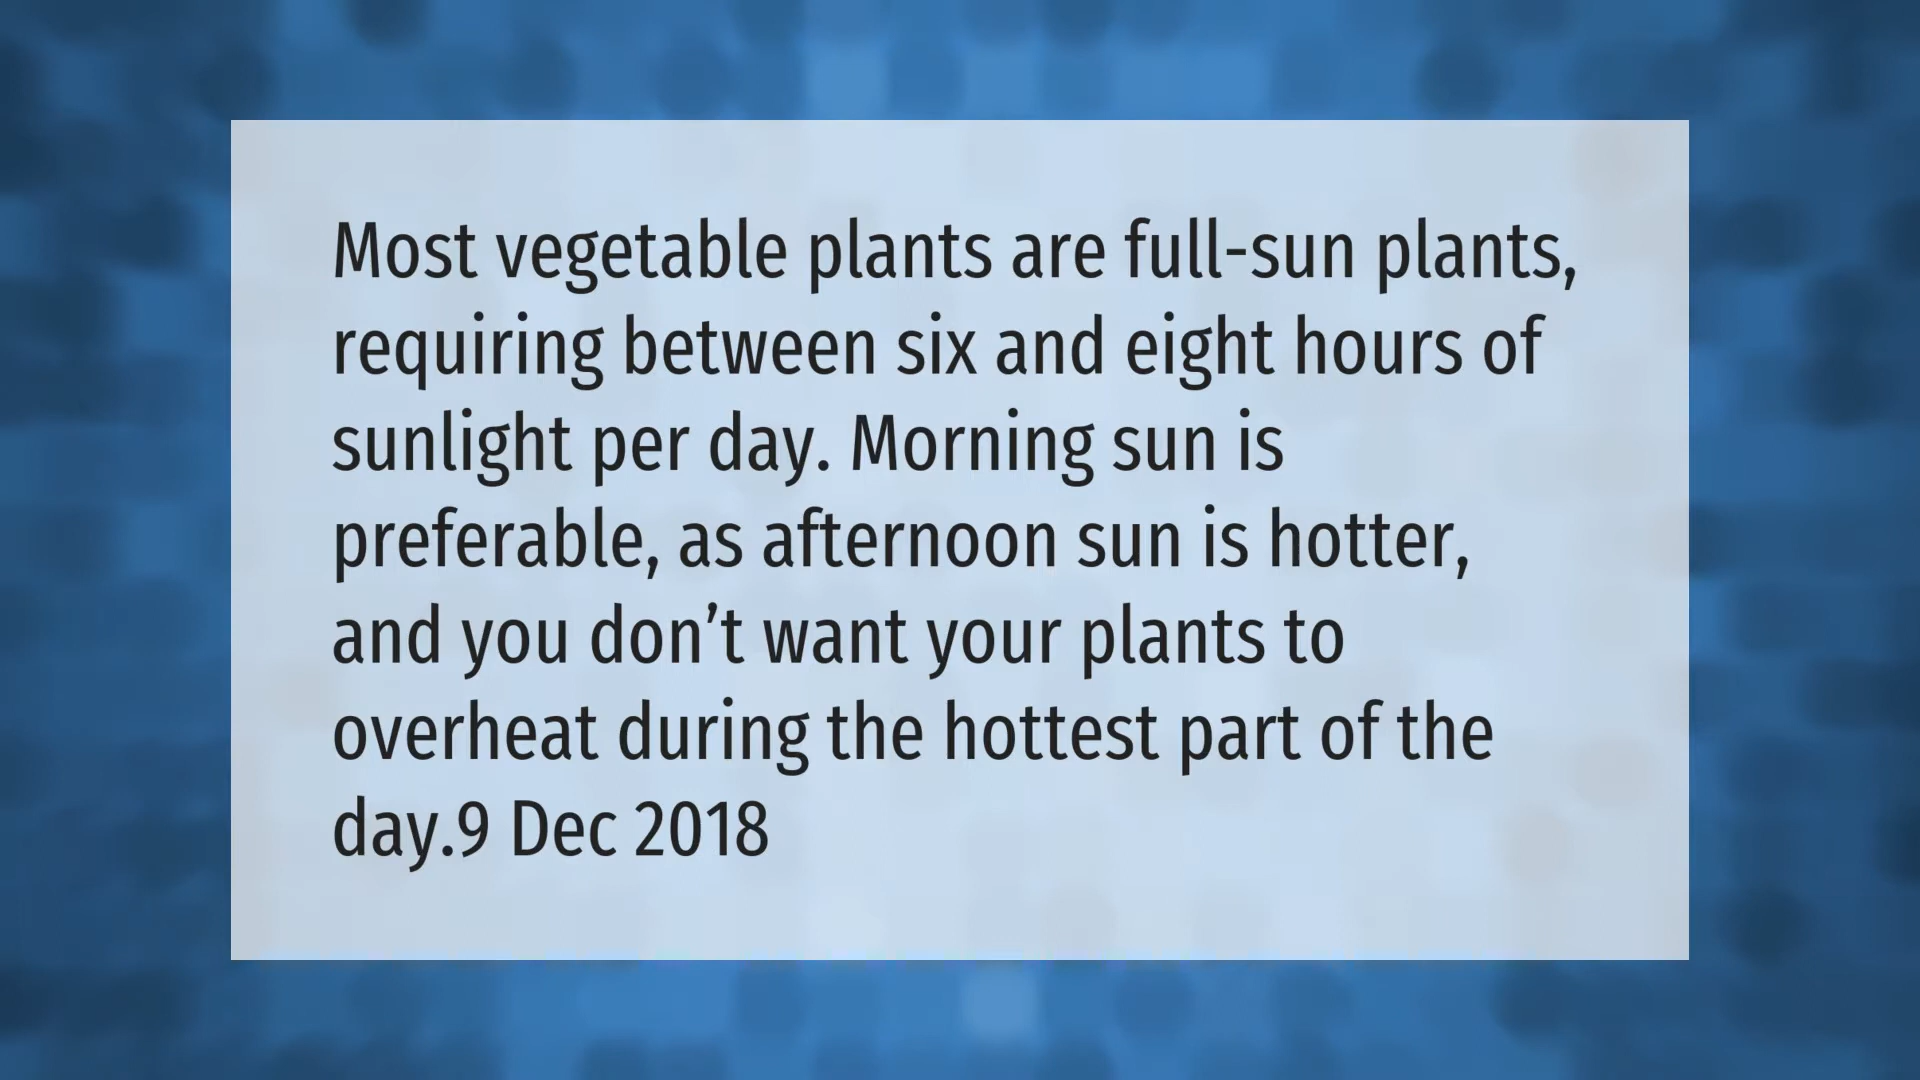 Most vegetable plants are full-sun plants,
requiring between six and eight hours of
sunlight per day. Morning sun is
preferable, as afternoon sun is hotter,
and you don’t want your plants to
overheat during the hottest part of the
day.9 Dec 2018